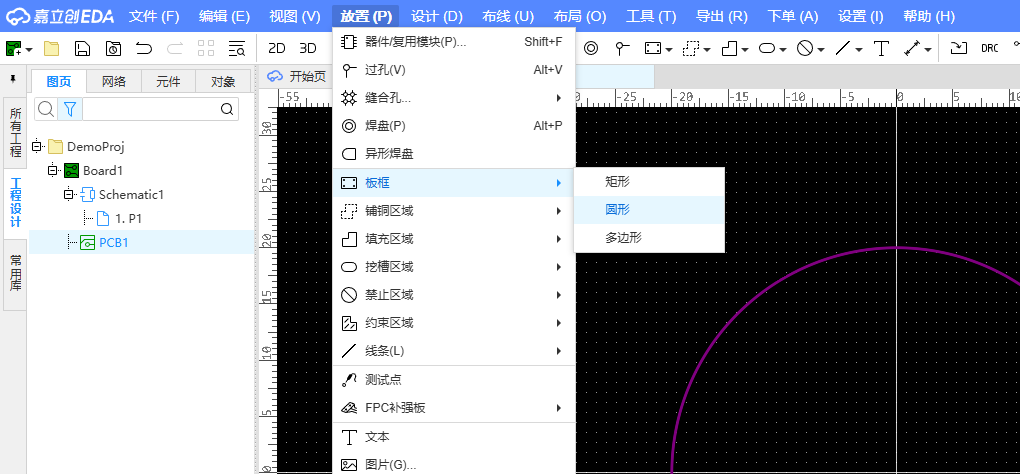 嘉立创EDA 文件 (F) 编辑 (E) 视图 (V) 放置 (P) 设计 (D) 布线 (U) 布局 (O) 工具 (T) 导出 (R) 下单 (A) 设置 (I) 帮助 (H)
2D 3D DRC
图页 网络 元件 对象
开始页
所有工程
工程设计
常用库
DemoProj
Board1
Schematic1
1. P1
PCB1
器件/复用模块(P)... Shift+F
过孔(V) Alt+V
缝合孔...
焊盘(P) Alt+P
异形焊盘
板框
铺铜区域
填充区域
挖槽区域
禁止区域
约束区域
线条(L)
测试点
FPC补强板
文本
图片(G)...
矩形
圆形
多边形
-55 -25 -20 -15 -10 -5 0 5 10
30
25
20
15
10
5
0